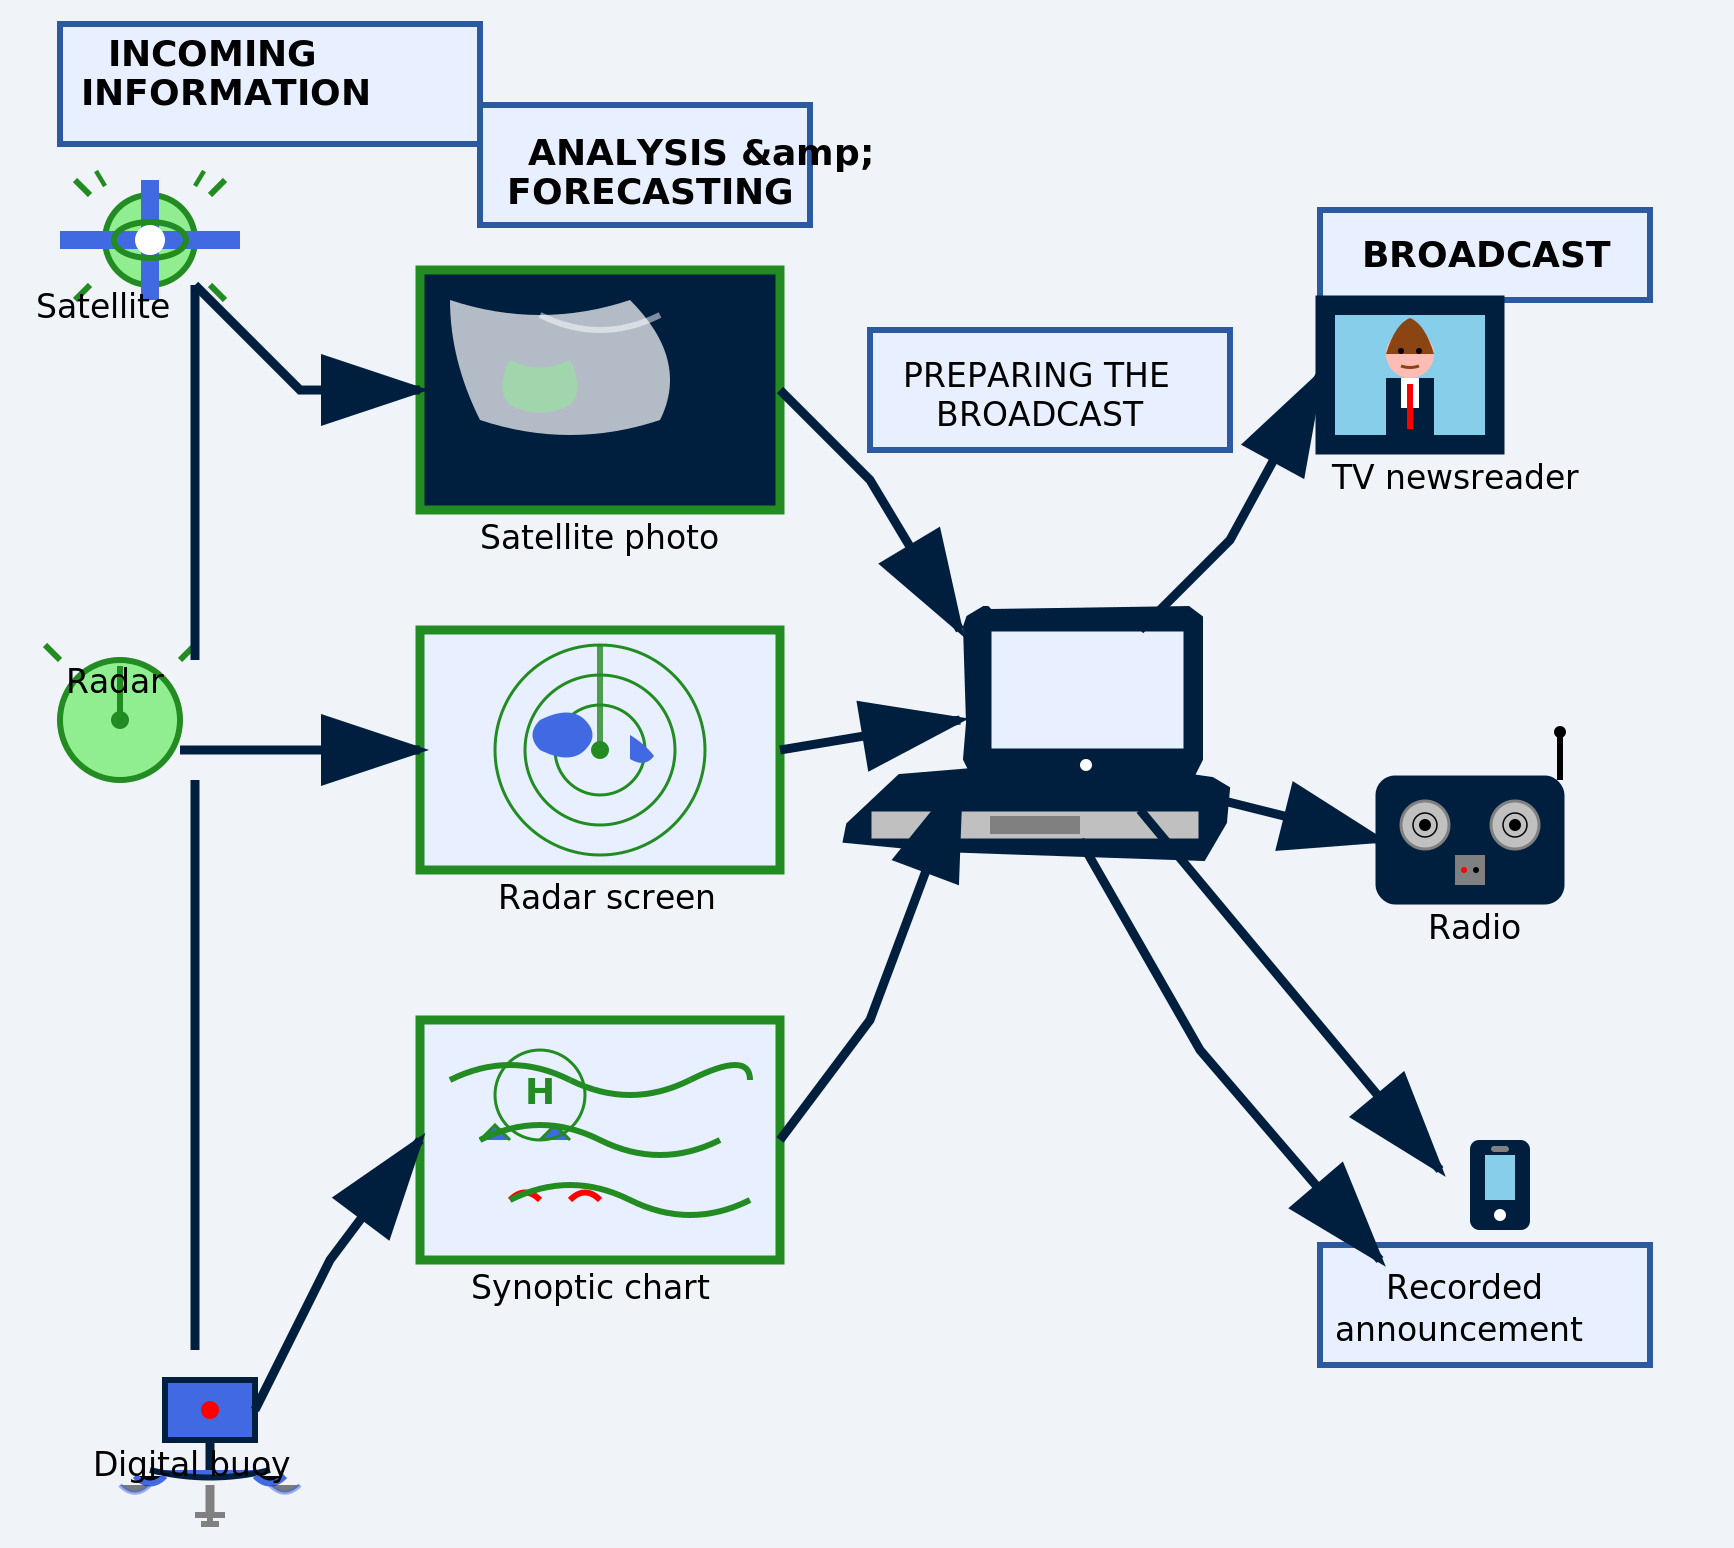 INCOMING
INFORMATION
ANALYSIS &amp;
FORECASTING
BROADCAST
Satellite
PREPARING THE
BROADCAST
TV newsreader
Satellite photo
Radar
Radar screen
Radio
H
Synoptic chart
Recorded
announcement
Digital buoy